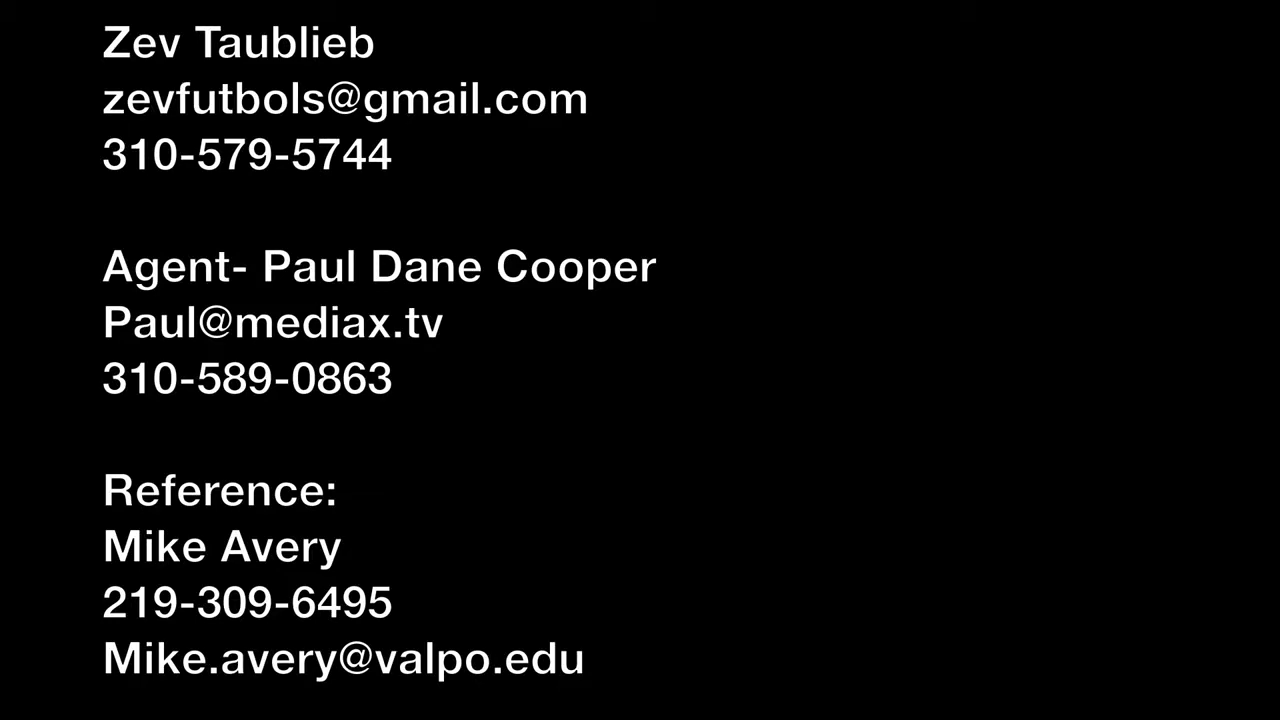 Zev Taublieb
zevfutbols@gmail.com
310-579-5744
Agent- Paul Dane Cooper
Paul@mediax.tv
310-589-0863
Reference:
Mike Avery
219-309-6495
Mike.avery@valpo.edu